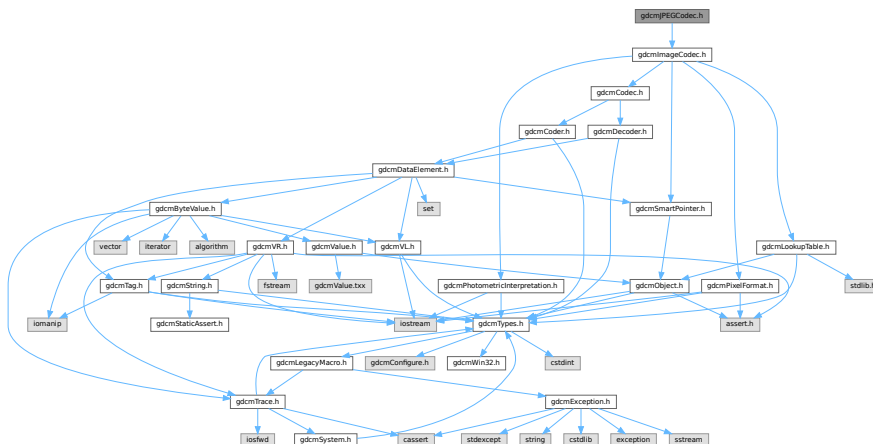 gdcmJPEGCodec.h
gdcmImageCodec.h
gdcmCodec.h
gdcmCoder.h
gdcmDecoder.h
gdcmDataElement.h
gdcmByteValue.h
set
gdcmSmartPointer.h
vector
iterator
algorithm
gdcmVR.h
gdcmValue.h
gdcmVL.h
gdcmLookupTable.h
gdcmTag.h
gdcmString.h
fstream
gdcmValue.txx
gdcmPhotometricInterpretation.h
gdcmObject.h
gdcmPixelFormat.h
stdlib.h
iomanip
gdcmStaticAssert.h
iostream
gdcmTypes.h
assert.h
gdcmLegacyMacro.h
gdcmConfigure.h
gdcmWin32.h
cstdint
gdcmTrace.h
gdcmException.h
iosfwd
gdcmSystem.h
cassert
stdexcept
string
cstdlib
exception
sstream